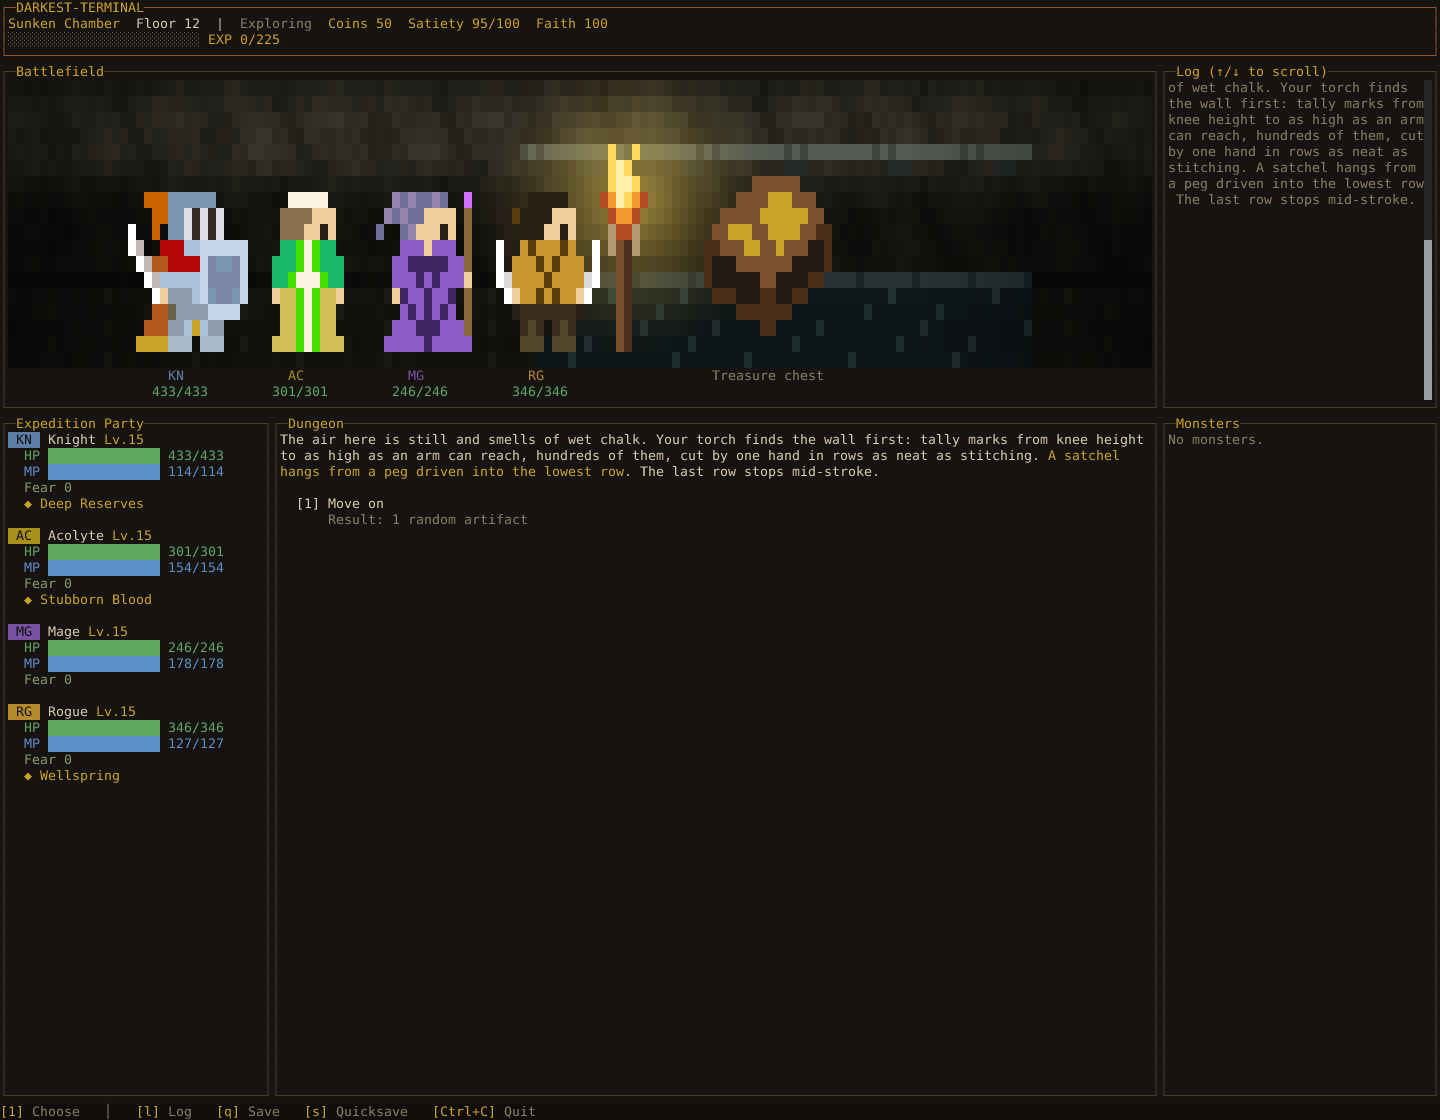 DARKEST-TERMINAL
Sunken Chamber Floor 12 | Exploring Coins 50 Satiety 95/100 Faith 100
EXP 0/225
Battlefield
KN AC MG RG Treasure chest
433/433 301/301 246/246 346/346
Log (↑/↓ to scroll)
of wet chalk. Your torch finds
the wall first: tally marks from
knee height to as high as an arm
can reach, hundreds of them, cut
by one hand in rows as neat as
stitching. A satchel hangs from
a peg driven into the lowest row
The last row stops mid-stroke.
Expedition Party
KN Knight Lv.15
HP 433/433
MP 114/114
Fear 0
◆ Deep Reserves
AC Acolyte Lv.15
HP 301/301
MP 154/154
Fear 0
◆ Stubborn Blood
MG Mage Lv.15
HP 246/246
MP 178/178
Fear 0
RG Rogue Lv.15
HP 346/346
MP 127/127
Fear 0
◆ Wellspring
Dungeon
The air here is still and smells of wet chalk. Your torch finds the wall first: tally marks from knee height
to as high as an arm can reach, hundreds of them, cut by one hand in rows as neat as stitching. A satchel
hangs from a peg driven into the lowest row. The last row stops mid-stroke.
[1] Move on
Result: 1 random artifact
Monsters
No monsters.
[1] Choose │ [l] Log [q] Save [s] Quicksave [Ctrl+C] Quit